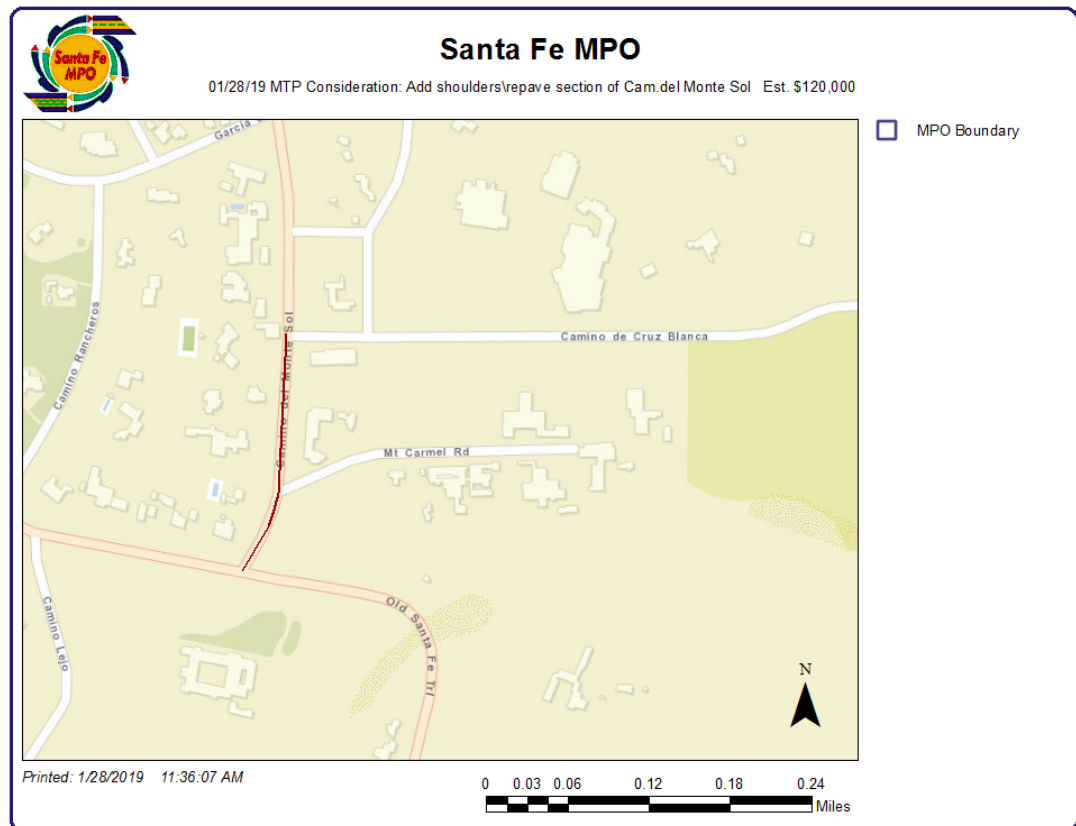 Santa Fe
MPO
Santa Fe MPO
01/28/19 MTP Consideration: Add shoulders\repave section of Cam.del Monte Sol   Est. $120,000
MPO Boundary
Garcia
Camino Rancheros
Camino del Monte Sol
Camino de Cruz Blanca
Mt Carmel Rd
Camino Lejo
Old Santa Fe Trl
N
Printed: 1/28/2019   11:36:07 AM
0 0.03 0.06 0.12 0.18 0.24
Miles